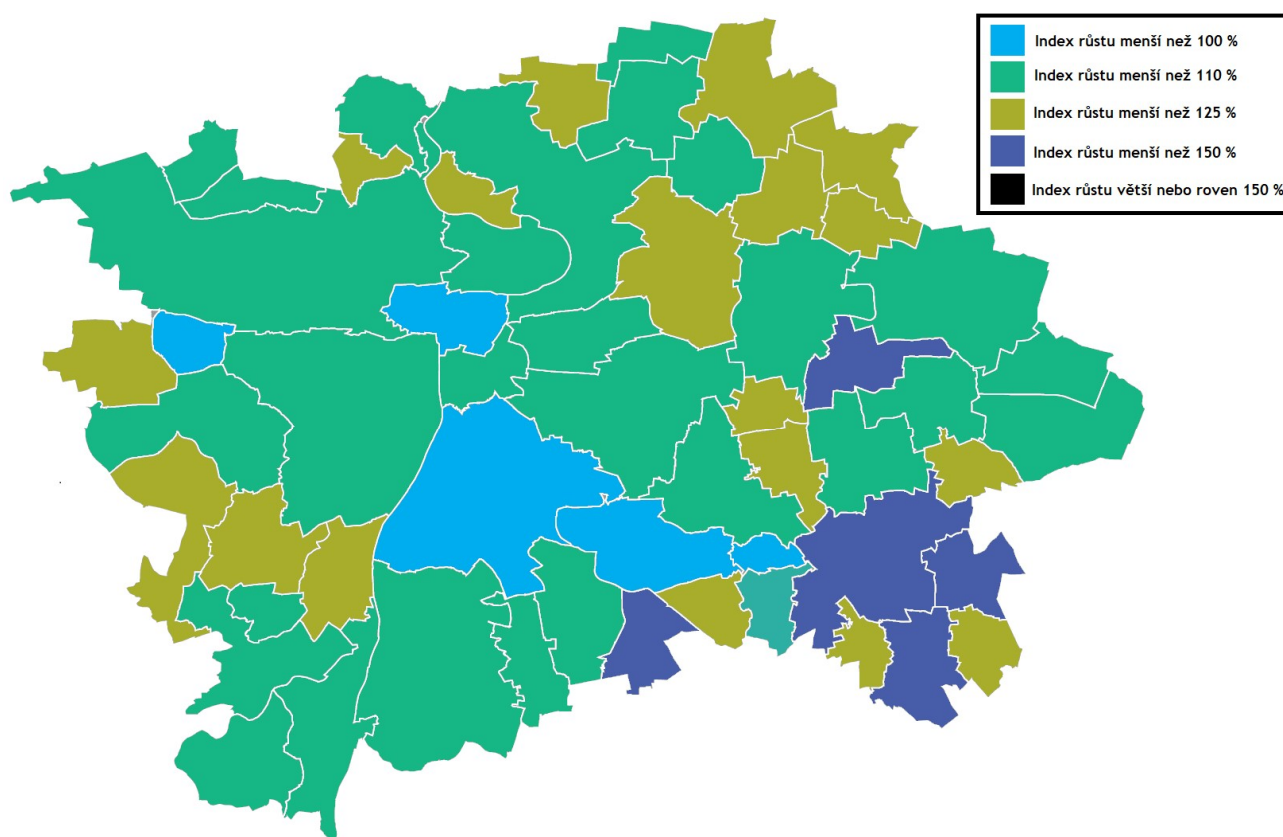 Index růstu menší než 100 %
Index růstu menší než 110 %
Index růstu menší než 125 %
Index růstu menší než 150 %
Index růstu větší nebo roven 150 %